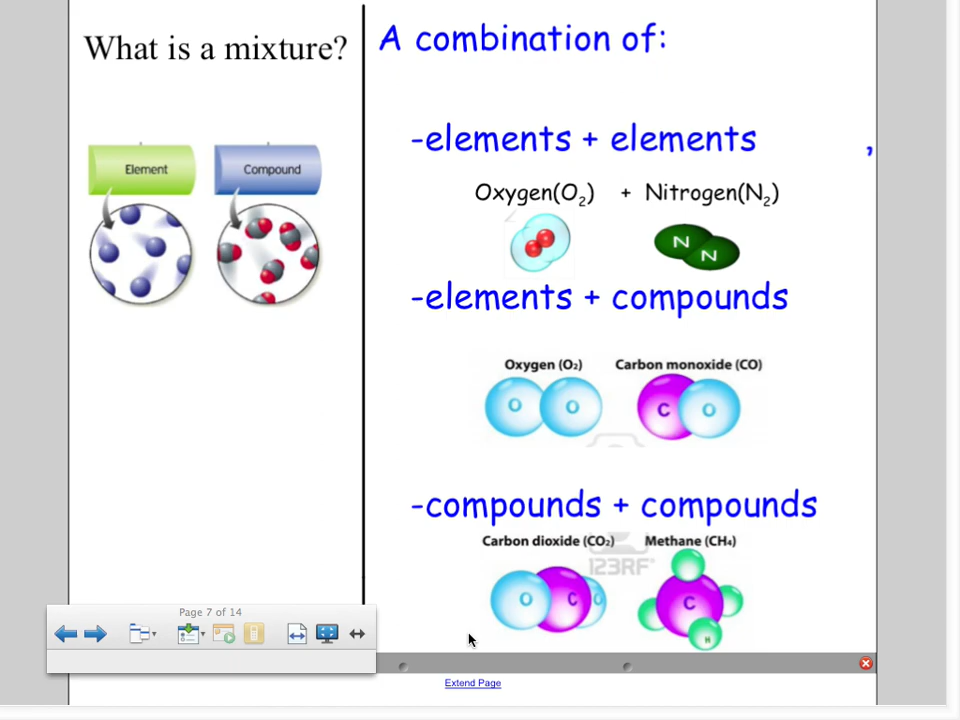 What is a mixture?
Element
Compound
A combination of:
-elements + elements ,
Oxygen(O₂) + Nitrogen(N₂)
N
N
-elements + compounds
Oxygen (O₂) Carbon monoxide (CO)
O O C O
-compounds + compounds
Carbon dioxide (CO₂) Methane (CH₄)
123RF
O C O C
H
Page 7 of 14
Extend Page